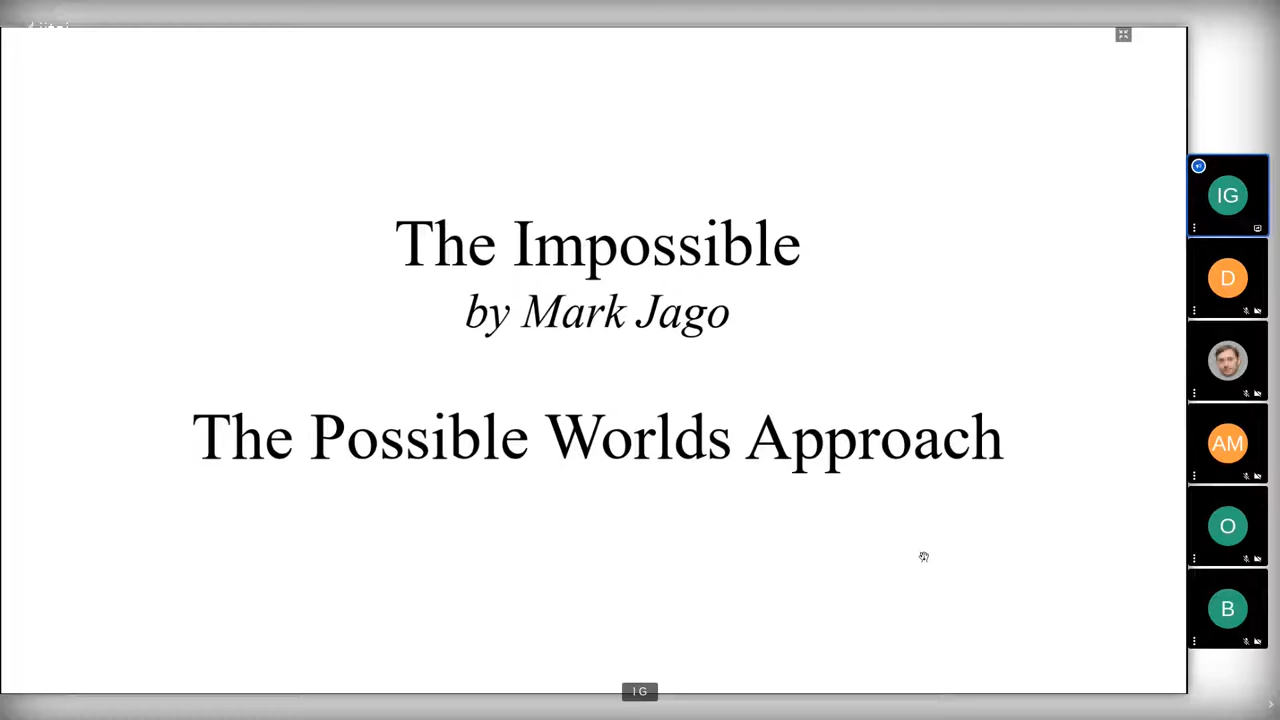 The Impossible
by Mark Jago
The Possible Worlds Approach
IG
D
AM
O
B
IG